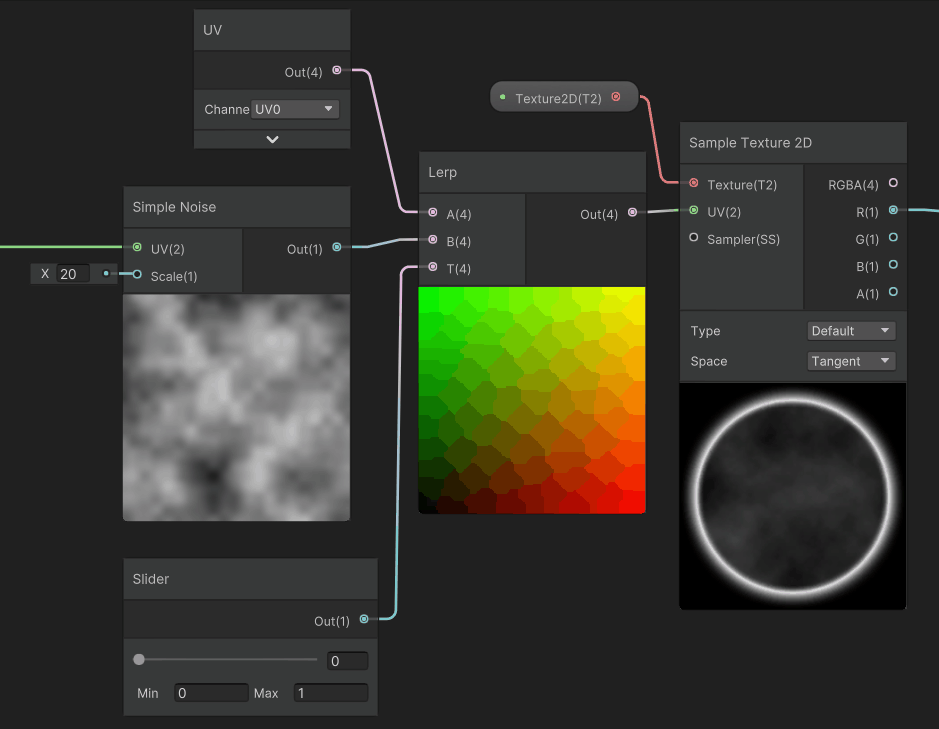 UV
Out(4)
Channe UV0
Texture2D(T2)
Simple Noise
UV(2)
Out(1)
X 20
Scale(1)
Lerp
A(4)
Out(4)
B(4)
T(4)
Sample Texture 2D
Texture(T2)
RGBA(4)
UV(2)
R(1)
Sampler(SS)
G(1)
B(1)
A(1)
Type Default
Space Tangent
Slider
Out(1)
0
Min 0 Max 1